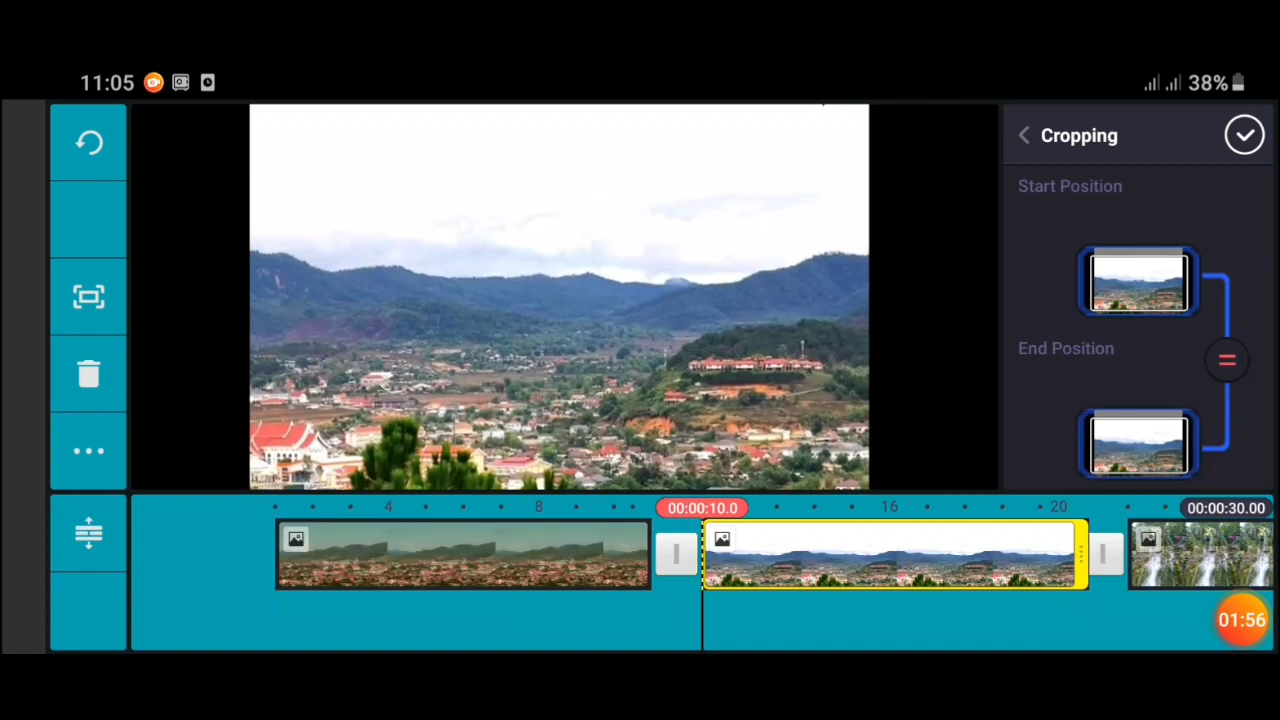 11:05
38%
Cropping
Start Position
End Position
4 8 00:00:10.0 16 20 00:00:30.00
01:56